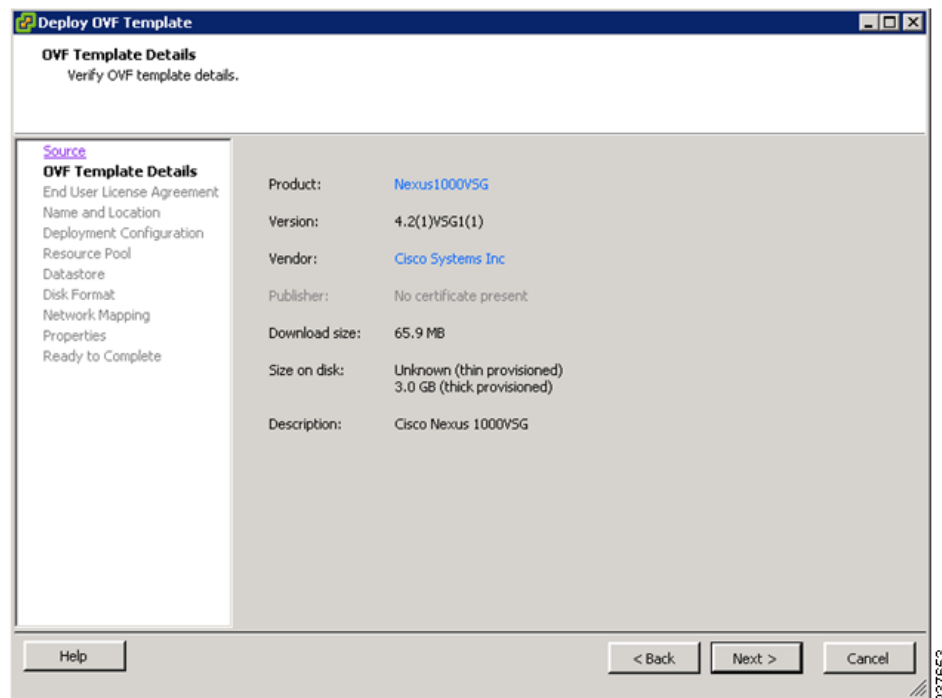 Deploy OVF Template
OVF Template Details
Verify OVF template details.
Source
OVF Template Details
End User License Agreement
Name and Location
Deployment Configuration
Resource Pool
Datastore
Disk Format
Network Mapping
Properties
Ready to Complete
Product: Nexus1000VSG
Version: 4.2(1)VSG1(1)
Vendor: Cisco Systems Inc
Publisher: No certificate present
Download size: 65.9 MB
Size on disk: Unknown (thin provisioned)
3.0 GB (thick provisioned)
Description: Cisco Nexus 1000VSG
Help
< Back
Next >
Cancel